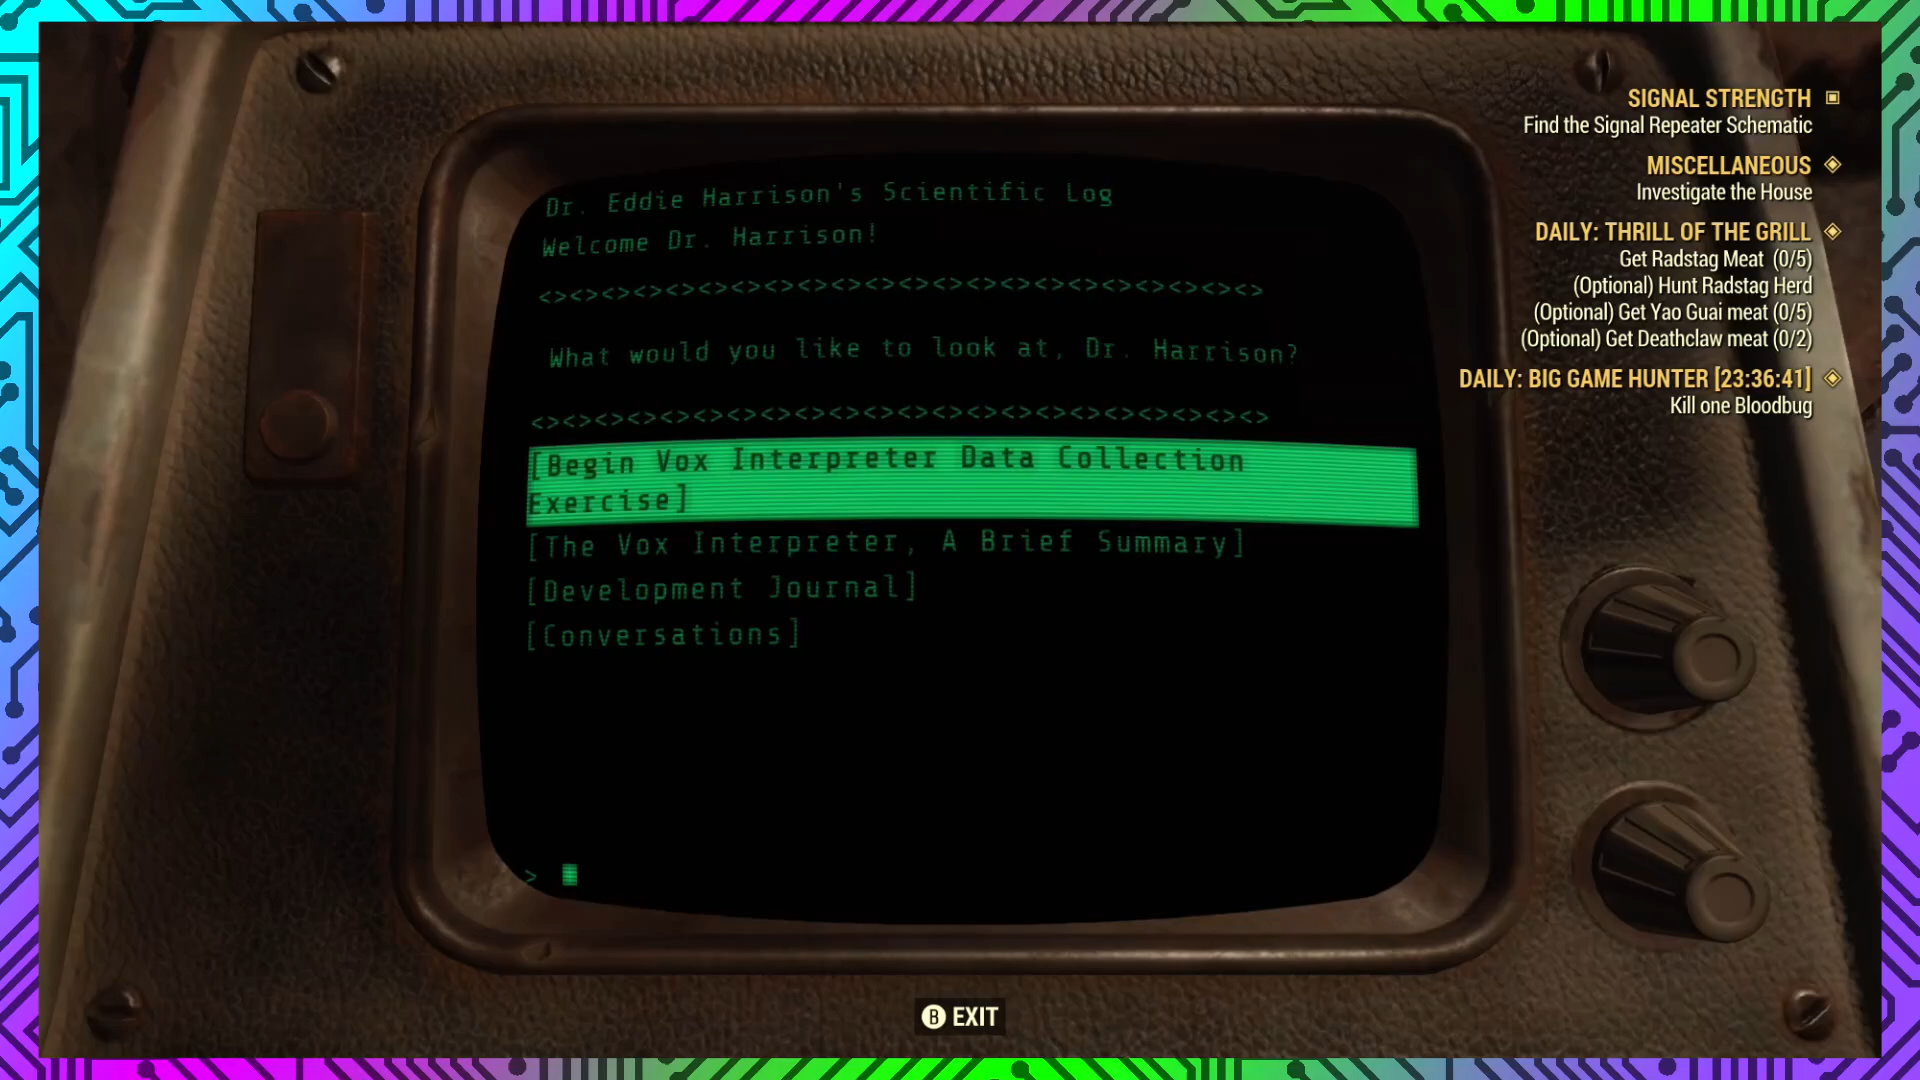 Dr. Eddie Harrison's Scientific Log
Welcome Dr. Harrison!
<><><><><><><><><><><><><><><><><><><><><><><>
What would you like to look at, Dr. Harrison?
<><><><><><><><><><><><><><><><><><><><><><><>
[Begin Vox Interpreter Data Collection
Exercise]
[The Vox Interpreter, A Brief Summary]
[Development Journal]
[Conversations]
>
SIGNAL STRENGTH
Find the Signal Repeater Schematic
MISCELLANEOUS
Investigate the House
DAILY: THRILL OF THE GRILL
Get Radstag Meat (0/5)
(Optional) Hunt Radstag Herd
(Optional) Get Yao Guai meat (0/5)
(Optional) Get Deathclaw meat (0/2)
DAILY: BIG GAME HUNTER [23:36:41]
Kill one Bloodbug
B EXIT